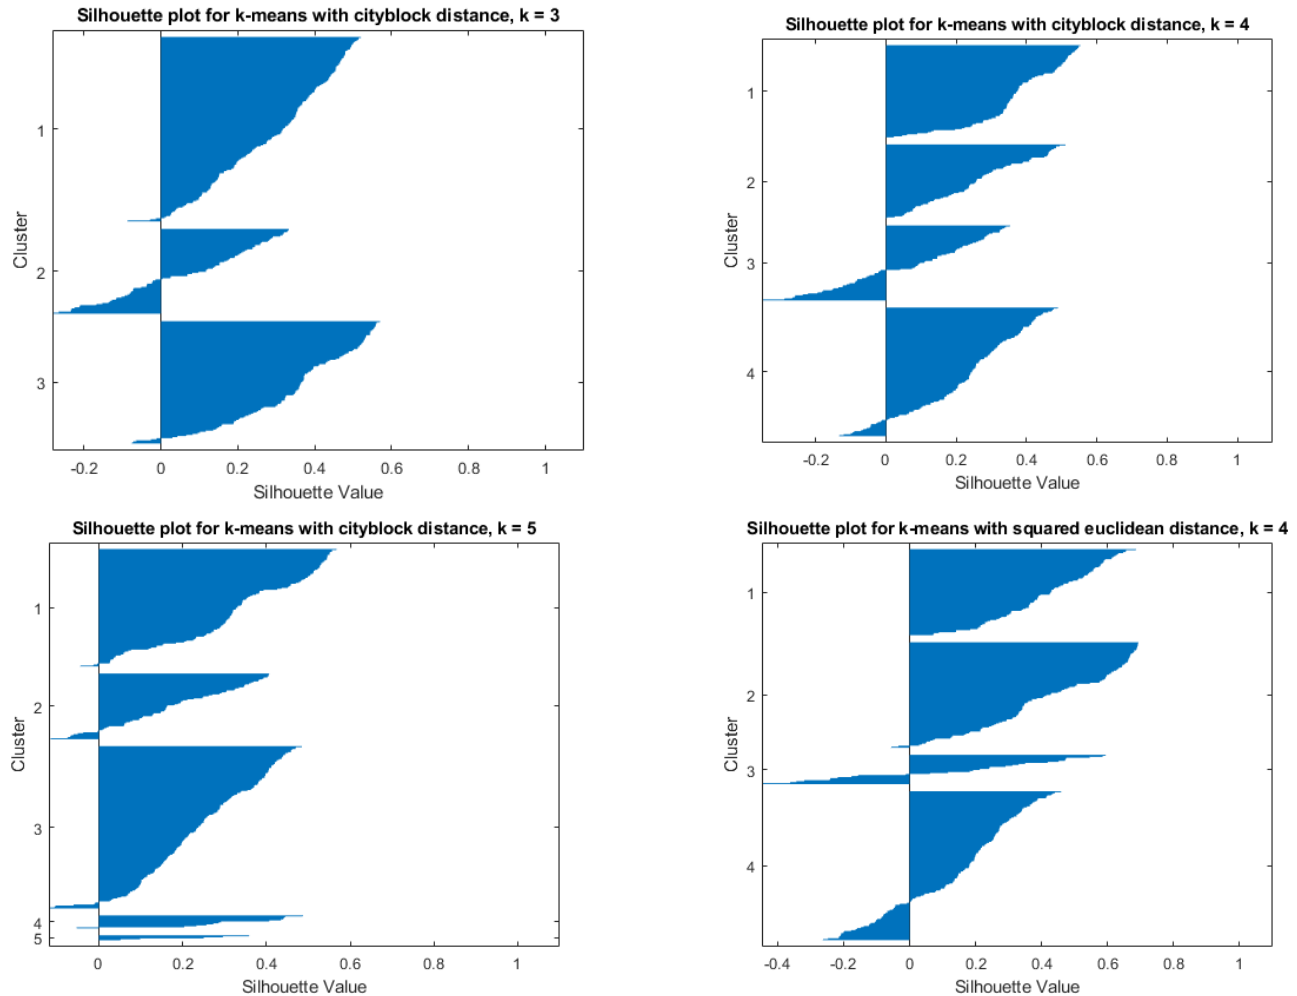 Silhouette plot for k-means with cityblock distance, k = 3
Cluster
1
2
3
-0.2 0 0.2 0.4 0.6 0.8 1
Silhouette Value
Silhouette plot for k-means with cityblock distance, k = 4
Cluster
1
2
3
4
-0.2 0 0.2 0.4 0.6 0.8 1
Silhouette Value
Silhouette plot for k-means with cityblock distance, k = 5
Cluster
1
2
3
4
5
0 0.2 0.4 0.6 0.8 1
Silhouette Value
Silhouette plot for k-means with squared euclidean distance, k = 4
Cluster
1
2
3
4
-0.4 -0.2 0 0.2 0.4 0.6 0.8 1
Silhouette Value